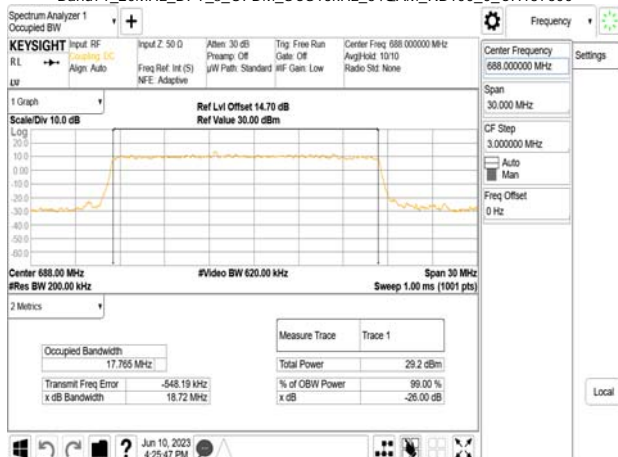 Spectrum Analyzer 1
Occupied BW
Frequency
KEYSIGHT
RL
Input: RF
Coupling: DC
Align: Auto
Input Z: 50 Ω
Freq Ref: Int (S)
NFE: Adaptive
Atten: 30 dB
Preamp: Off
µW Path: Standard
Trig: Free Run
Gate: Off
#IF Gain: Low
Center Freq: 688.000000 MHz
Avg|Hold: 10/10
Radio Std: None
Center Frequency
688.000000 MHz
Settings
Span
30.000 MHz
CF Step
3.000000 MHz
Auto
Man
Freq Offset
0 Hz
Local
1 Graph
Scale/Div 10.0 dB
Ref Lvl Offset 14.70 dB
Ref Value 30.00 dBm
Log
20.0
10.0
0.00
-10.0
-20.0
-30.0
-40.0
-50.0
-60.0
Center 688.00 MHz
#Res BW 200.00 kHz
#Video BW 620.00 kHz
Span 30 MHz
Sweep 1.00 ms (1001 pts)
2 Metrics
Occupied Bandwidth
17.765 MHz
Transmit Freq Error -548.19 kHz
x dB Bandwidth 18.72 MHz
Measure Trace Trace 1
Total Power 29.2 dBm
% of OBW Power 99.00 %
x dB -26.00 dB
Jun 10, 2023
4:25:47 PM